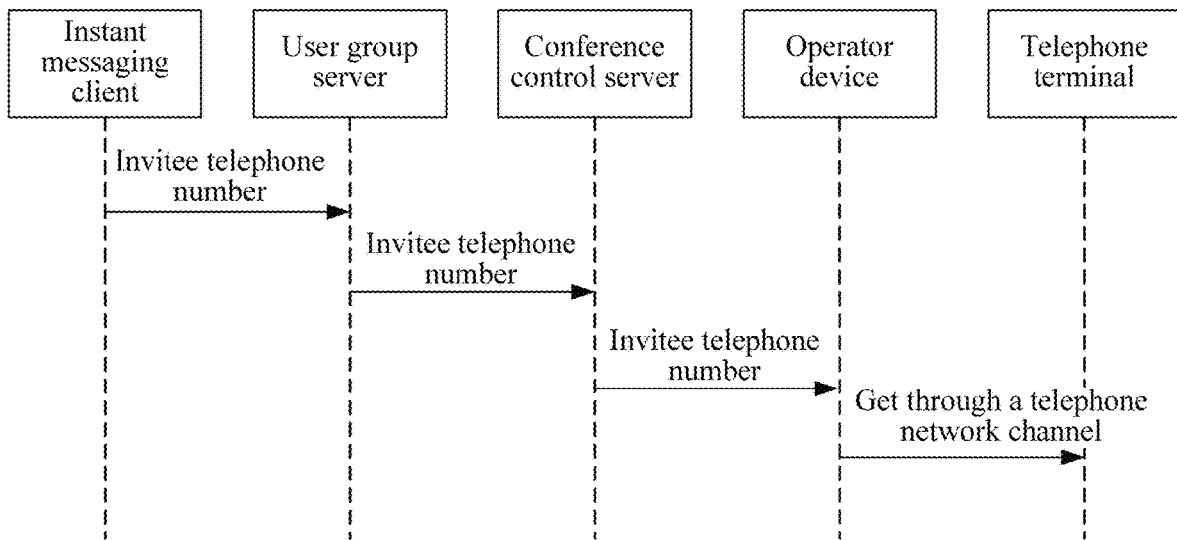 Instant
messaging
client
User group
server
Conference
control server
Operator
device
Telephone
terminal
Invitee telephone
number
Invitee telephone
number
Invitee telephone
number
Get through a telephone
network channel